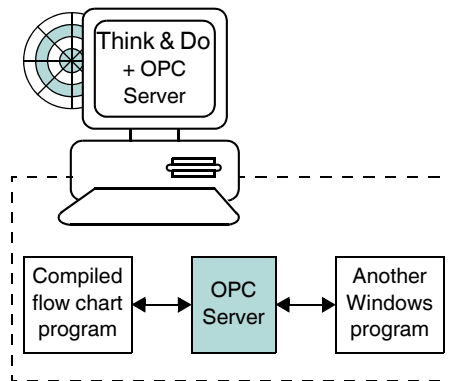 Think & Do
+ OPC
Server
Compiled
flow chart
program
OPC
Server
Another
Windows
program